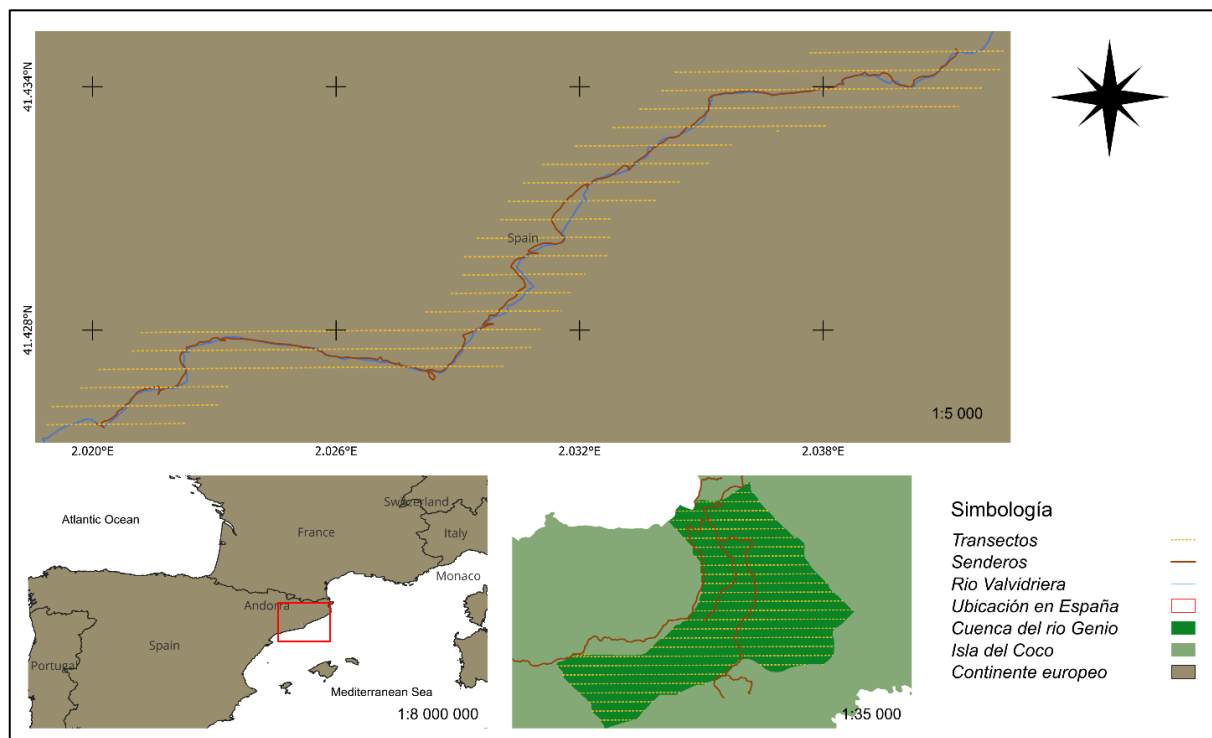 41.434°N
Spain
41.428°N
1:5 000
2.020°E
2.026°E
2.032°E
2.038°E
Atlantic Ocean
Switzerland
France
Italy
Monaco
Andorra
Spain
Portugal
Mediterranean Sea
1:8 000 000
1:35 000
Simbología
Transectos
Senderos
Rio Valvidriera
Ubicación en España
Cuenca del rio Genio
Isla del Coco
Continente europeo